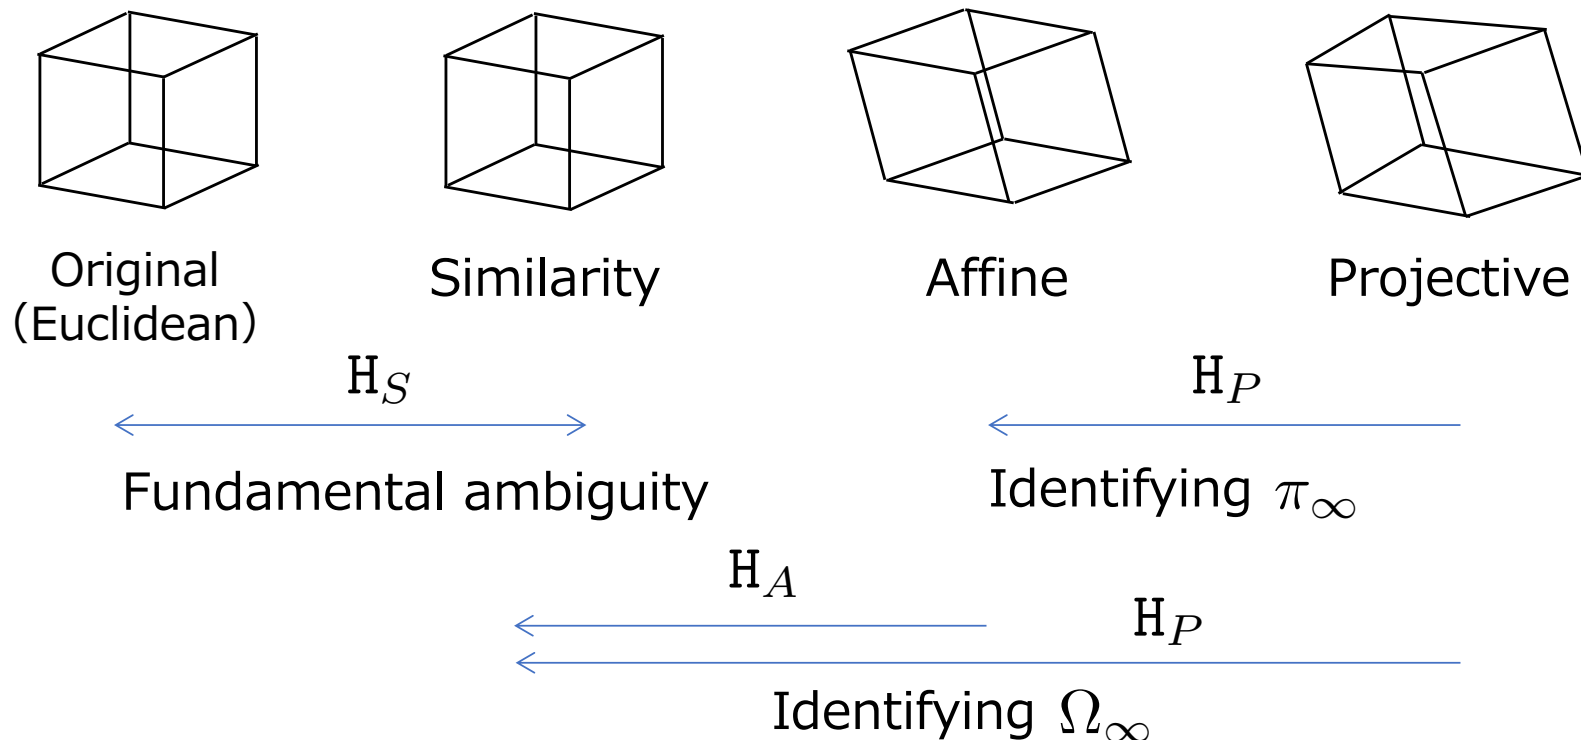 Original
(Euclidean)
Similarity
Affine
Projective
H_S
H_P
Fundamental ambiguity
Identifying π_∞
H_A
H_P
Identifying Ω_∞